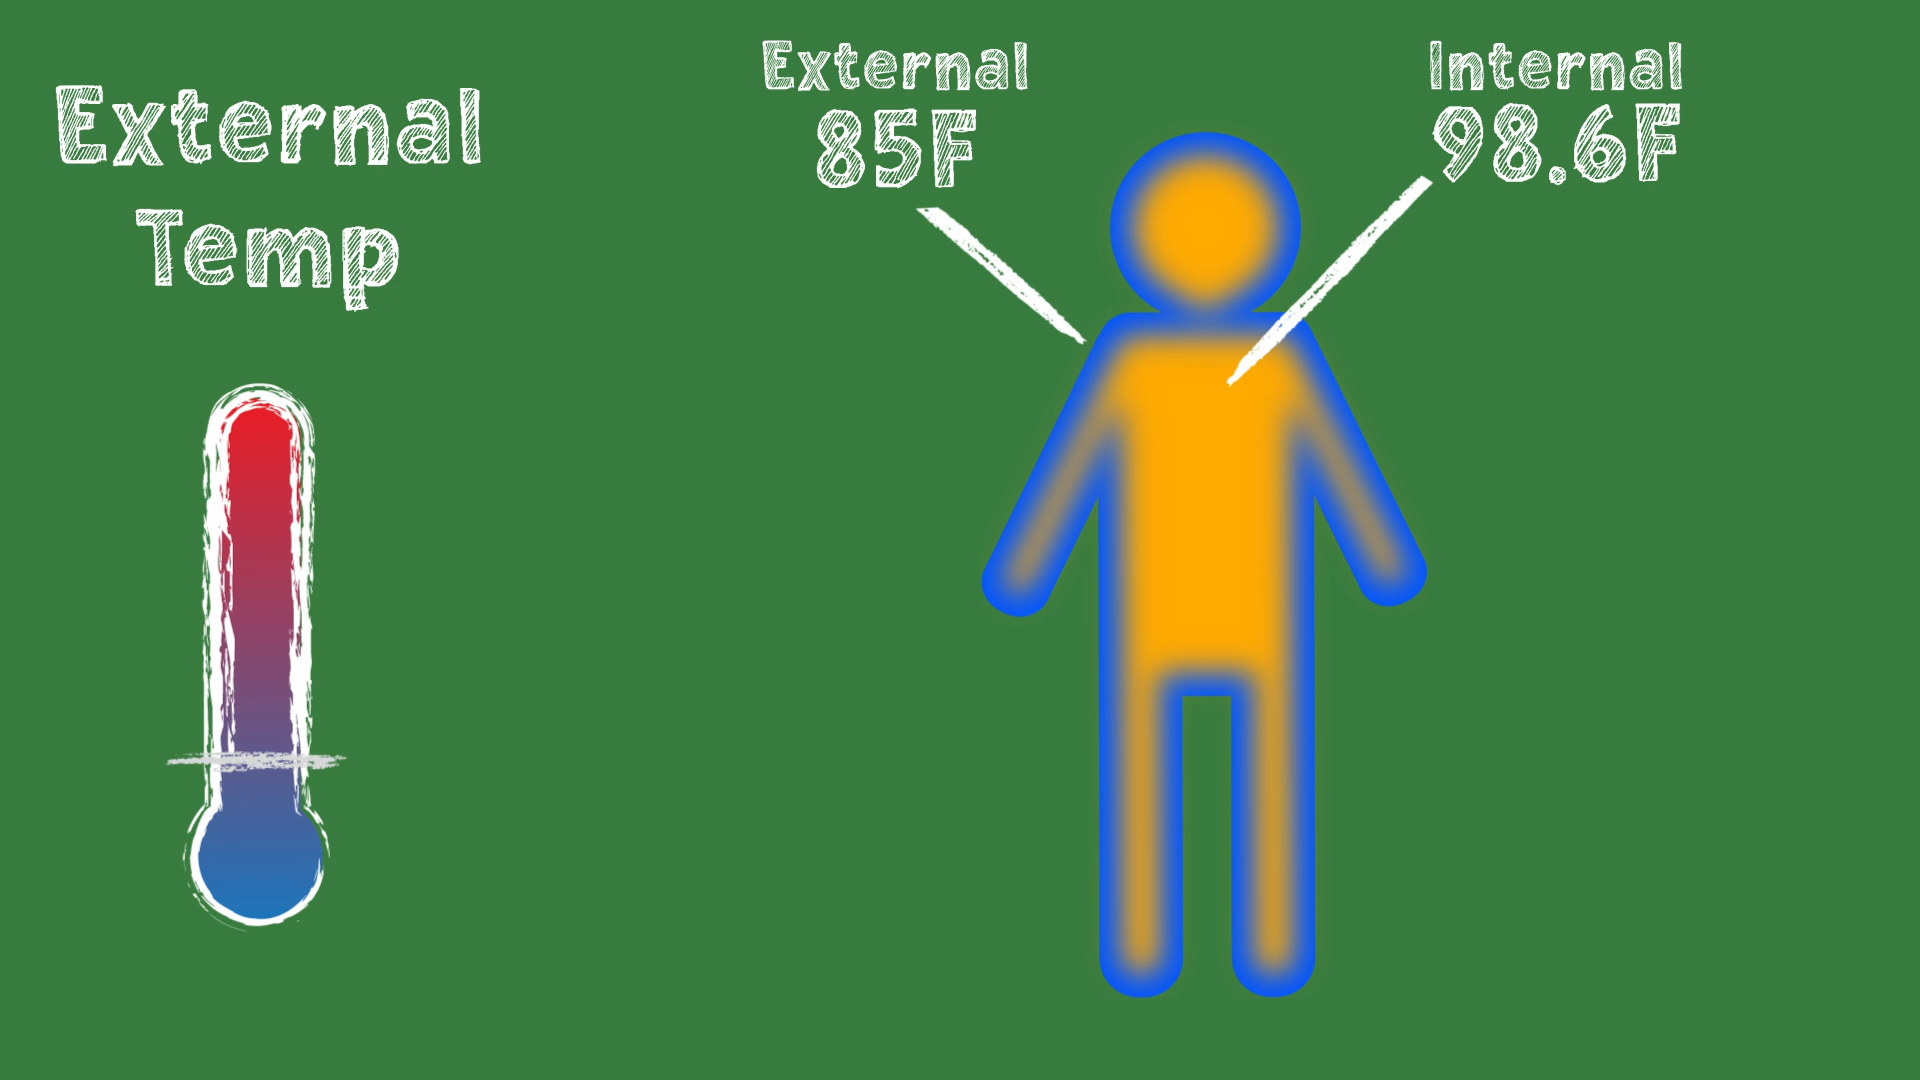 External
Temp
External
85F
Internal
98.6F